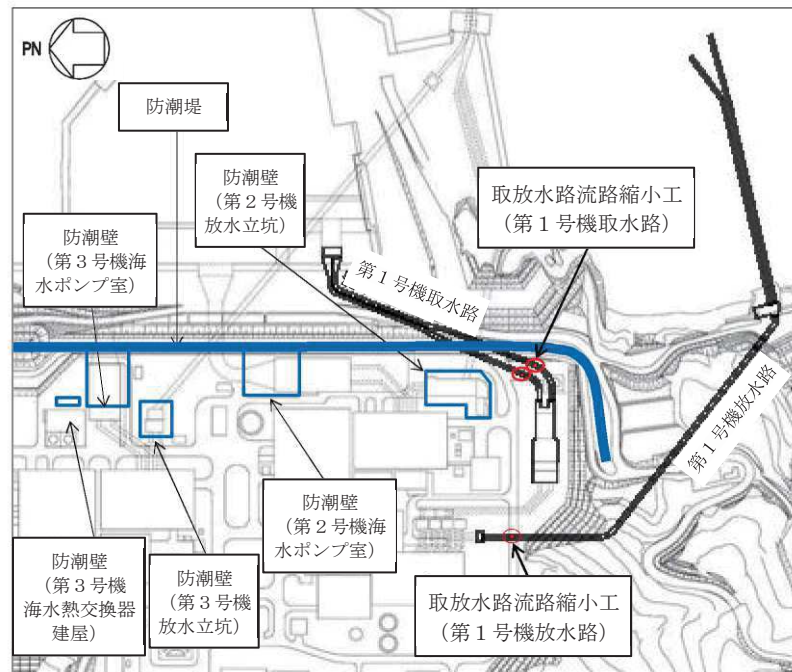 PN
防潮堤
防潮壁
(第2号機
放水立坑)
取放水路流路縮小工
(第1号機取水路)
防潮壁
(第3号機海
水ポンプ室)
第1号機取水路
第1号機放水路
防潮壁
(第3号機
海水熱交換器
建屋)
防潮壁
(第3号機
放水立坑)
防潮壁
(第2号機海
水ポンプ室)
取放水路流路縮小工
(第1号機放水路)